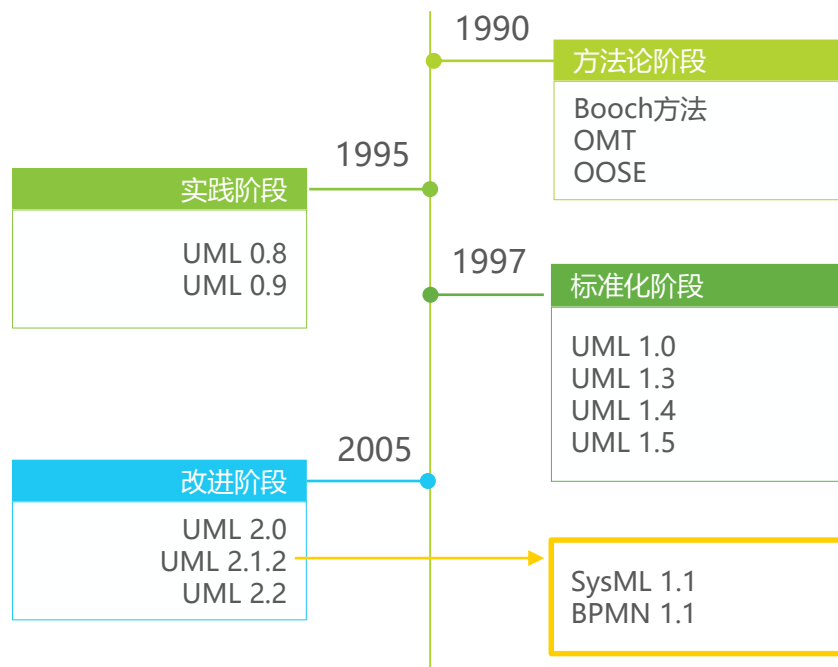 1990
方法论阶段
Booch方法
OMT
OOSE
1995
实践阶段
UML 0.8
UML 0.9
1997
标准化阶段
UML 1.0
UML 1.3
UML 1.4
UML 1.5
2005
改进阶段
UML 2.0
UML 2.1.2
UML 2.2
SysML 1.1
BPMN 1.1